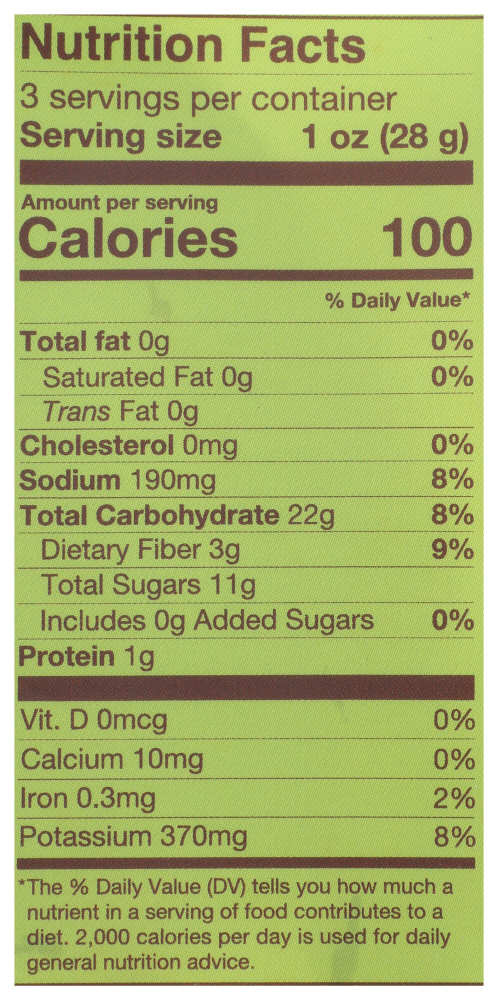 Nutrition Facts
3 servings per container
Serving size 1 oz (28 g)
Amount per serving
Calories 100
% Daily Value*
Total fat 0g 0%
Saturated Fat 0g 0%
Trans Fat 0g
Cholesterol 0mg 0%
Sodium 190mg 8%
Total Carbohydrate 22g 8%
Dietary Fiber 3g 9%
Total Sugars 11g
Includes 0g Added Sugars 0%
Protein 1g
Vit. D 0mcg 0%
Calcium 10mg 0%
Iron 0.3mg 2%
Potassium 370mg 8%
*The % Daily Value (DV) tells you how much a
nutrient in a serving of food contributes to a
diet. 2,000 calories per day is used for daily
general nutrition advice.